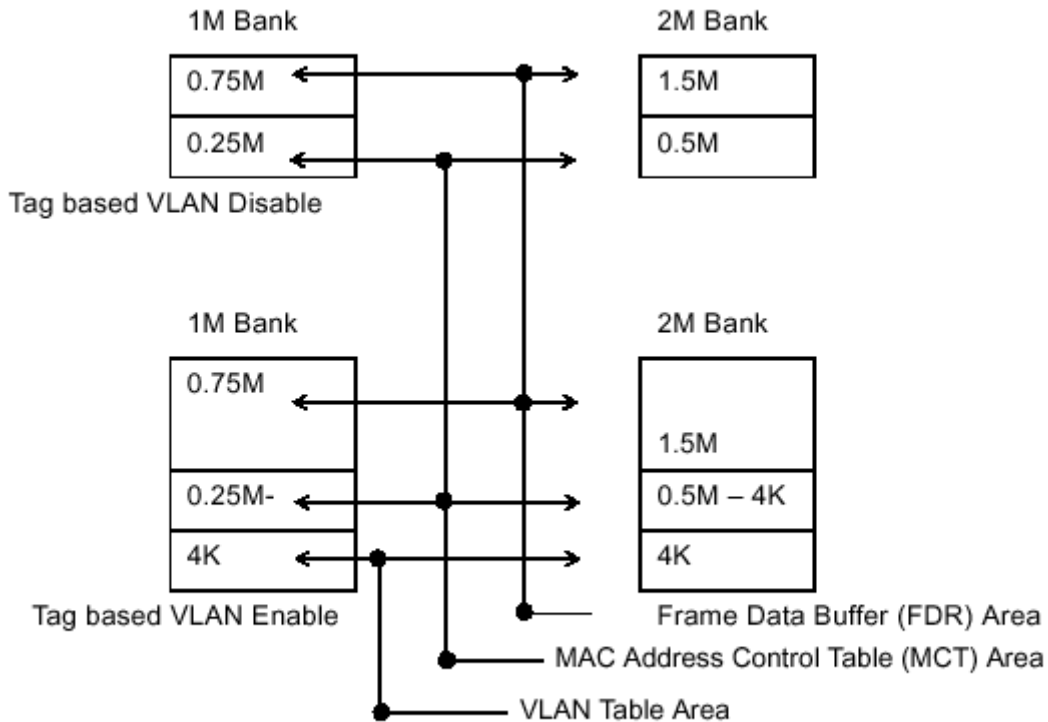 1M Bank
2M Bank
0.75M
1.5M
0.25M
0.5M
Tag based VLAN Disable
1M Bank
2M Bank
0.75M
1.5M
0.25M-
0.5M – 4K
4K
4K
Tag based VLAN Enable
Frame Data Buffer (FDR) Area
MAC Address Control Table (MCT) Area
VLAN Table Area